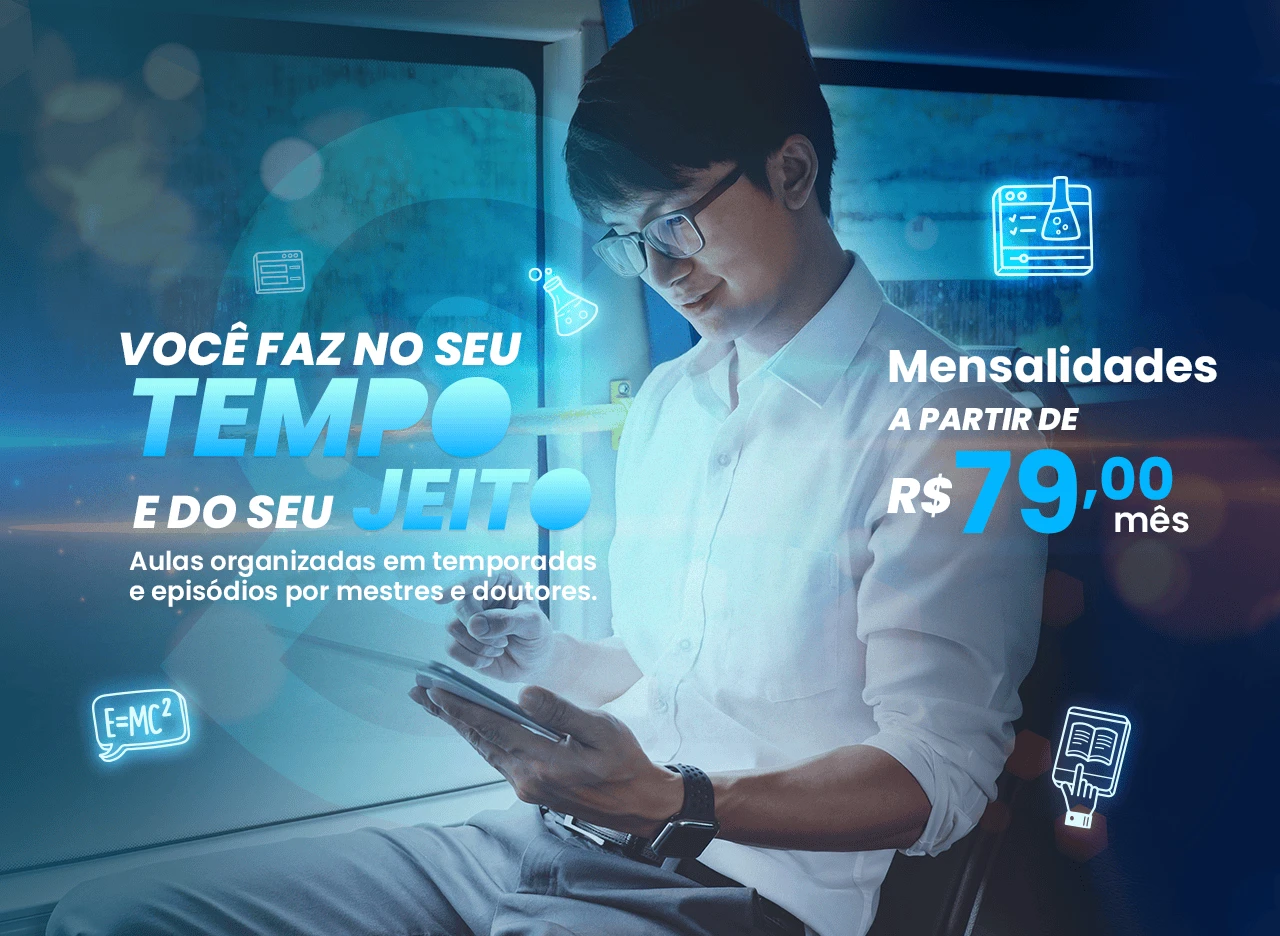 VOCÊ FAZ NO SEU
TEMPO
E DO SEU JEITO
Aulas organizadas em temporadas
e episódios por mestres e doutores.
Mensalidades
A PARTIR DE
R$79,00
mês
E=MC²